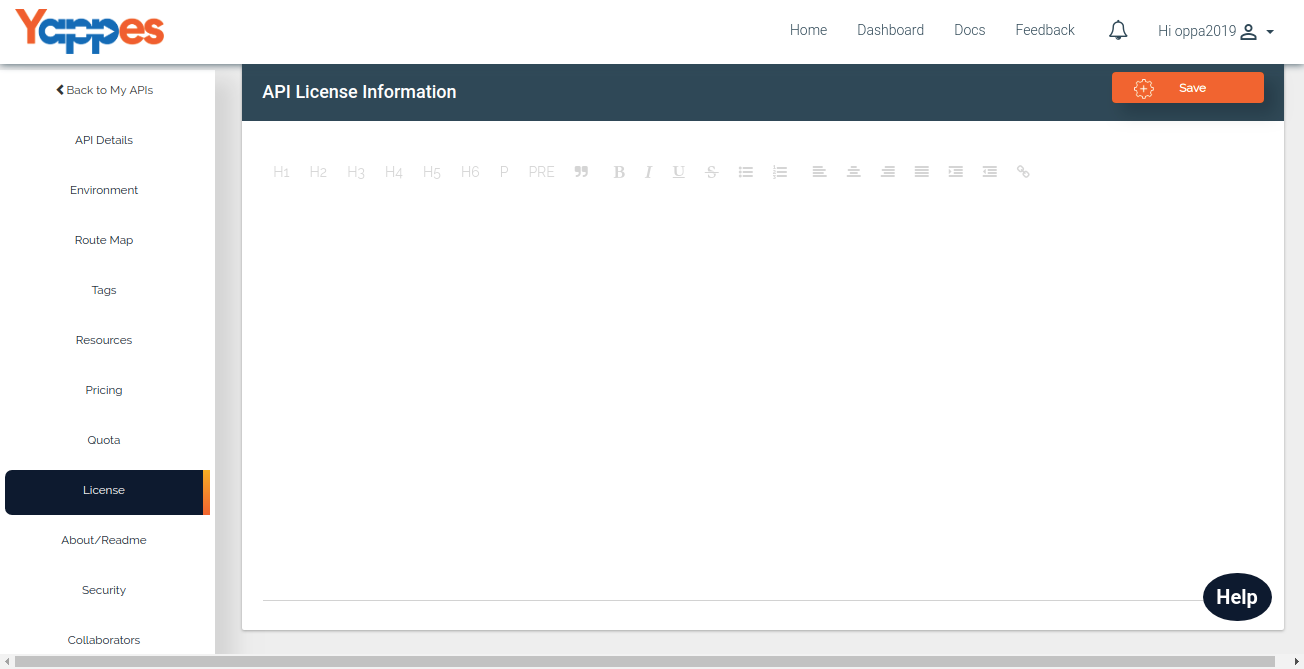 Yappes
Home Dashboard Docs Feedback Hi oppa2019
Back to My APIs
API Details
Environment
Route Map
Tags
Resources
Pricing
Quota
License
About/Readme
Security
Collaborators
API License Information
Save
H1 H2 H3 H4 H5 H6 P PRE B I U S
Help